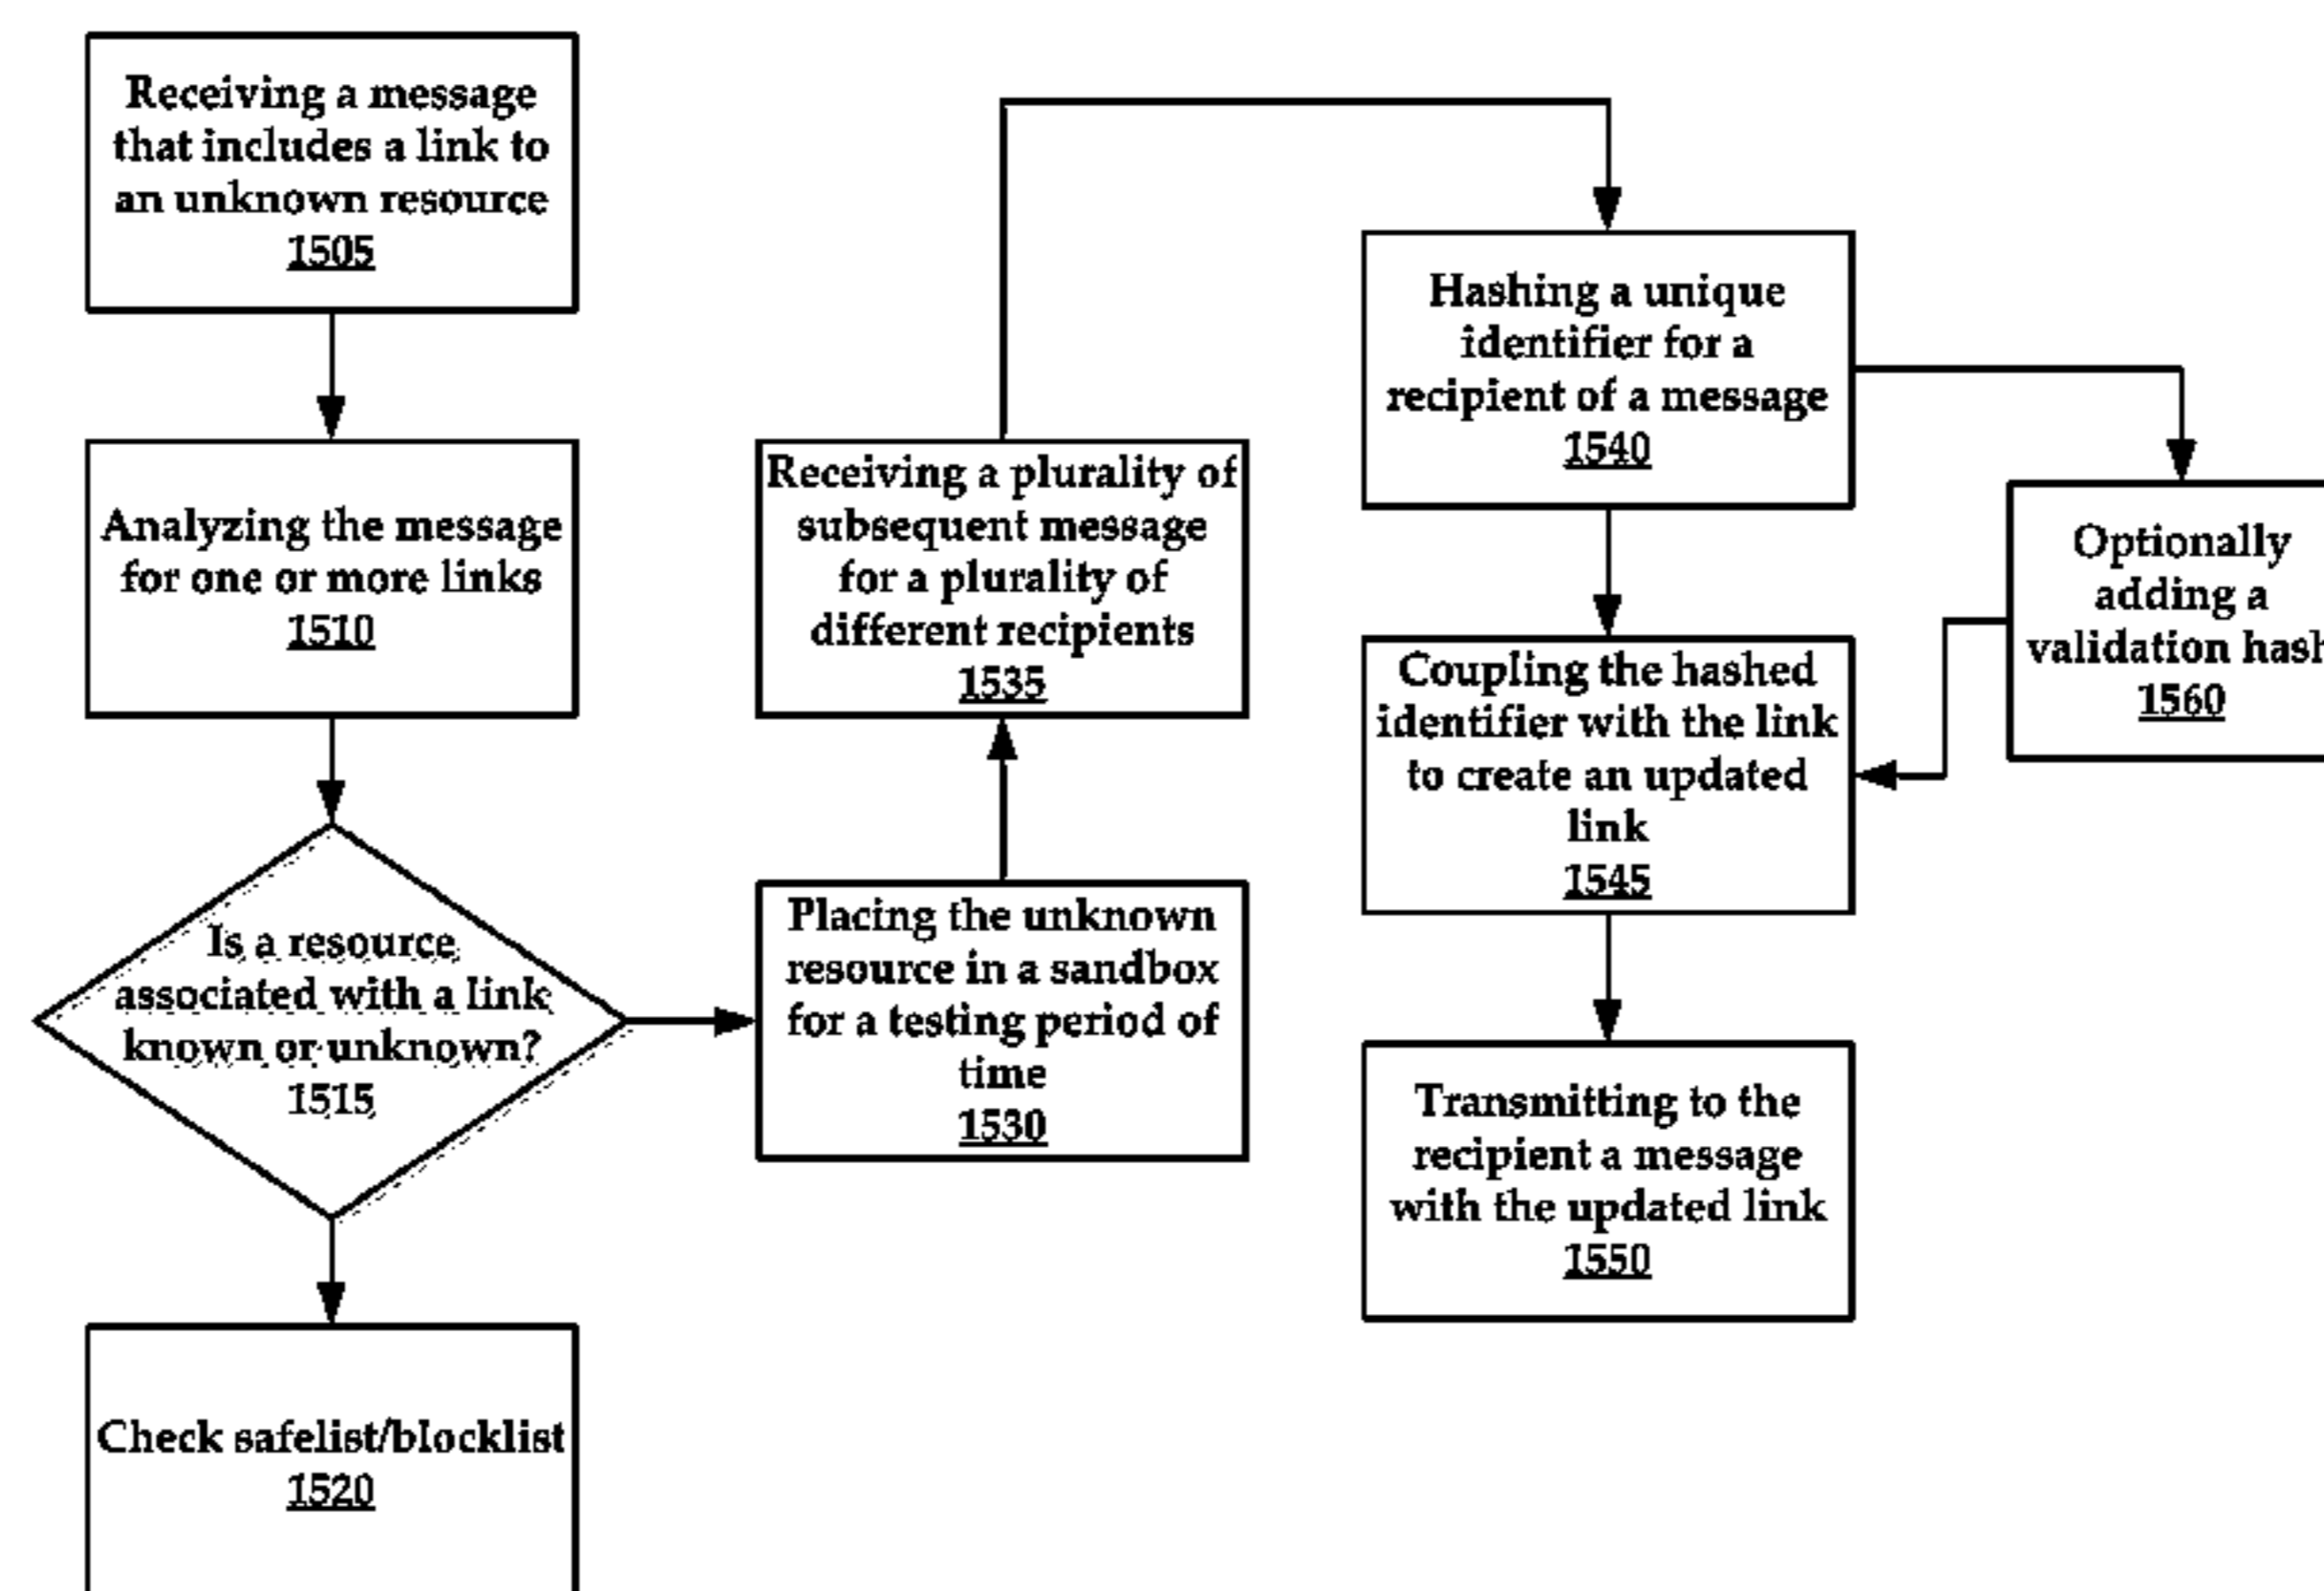 Receiving a message
that includes a link to
an unknown resource
1505
Analyzing the message
for one or more links
1510
Is a resource
associated with a link
known or unknown?
1515
Check safelist/blocklist
1520
Placing the unknown
resource in a sandbox
for a testing period of
time
1530
Receiving a plurality of
subsequent message
for a plurality of
different recipients
1535
Hashing a unique
identifier for a
recipient of a message
1540
Optionally
adding a
validation hash
1560
Coupling the hashed
identifier with the link
to create an updated
link
1545
Transmitting to the
recipient a message
with the updated link
1550